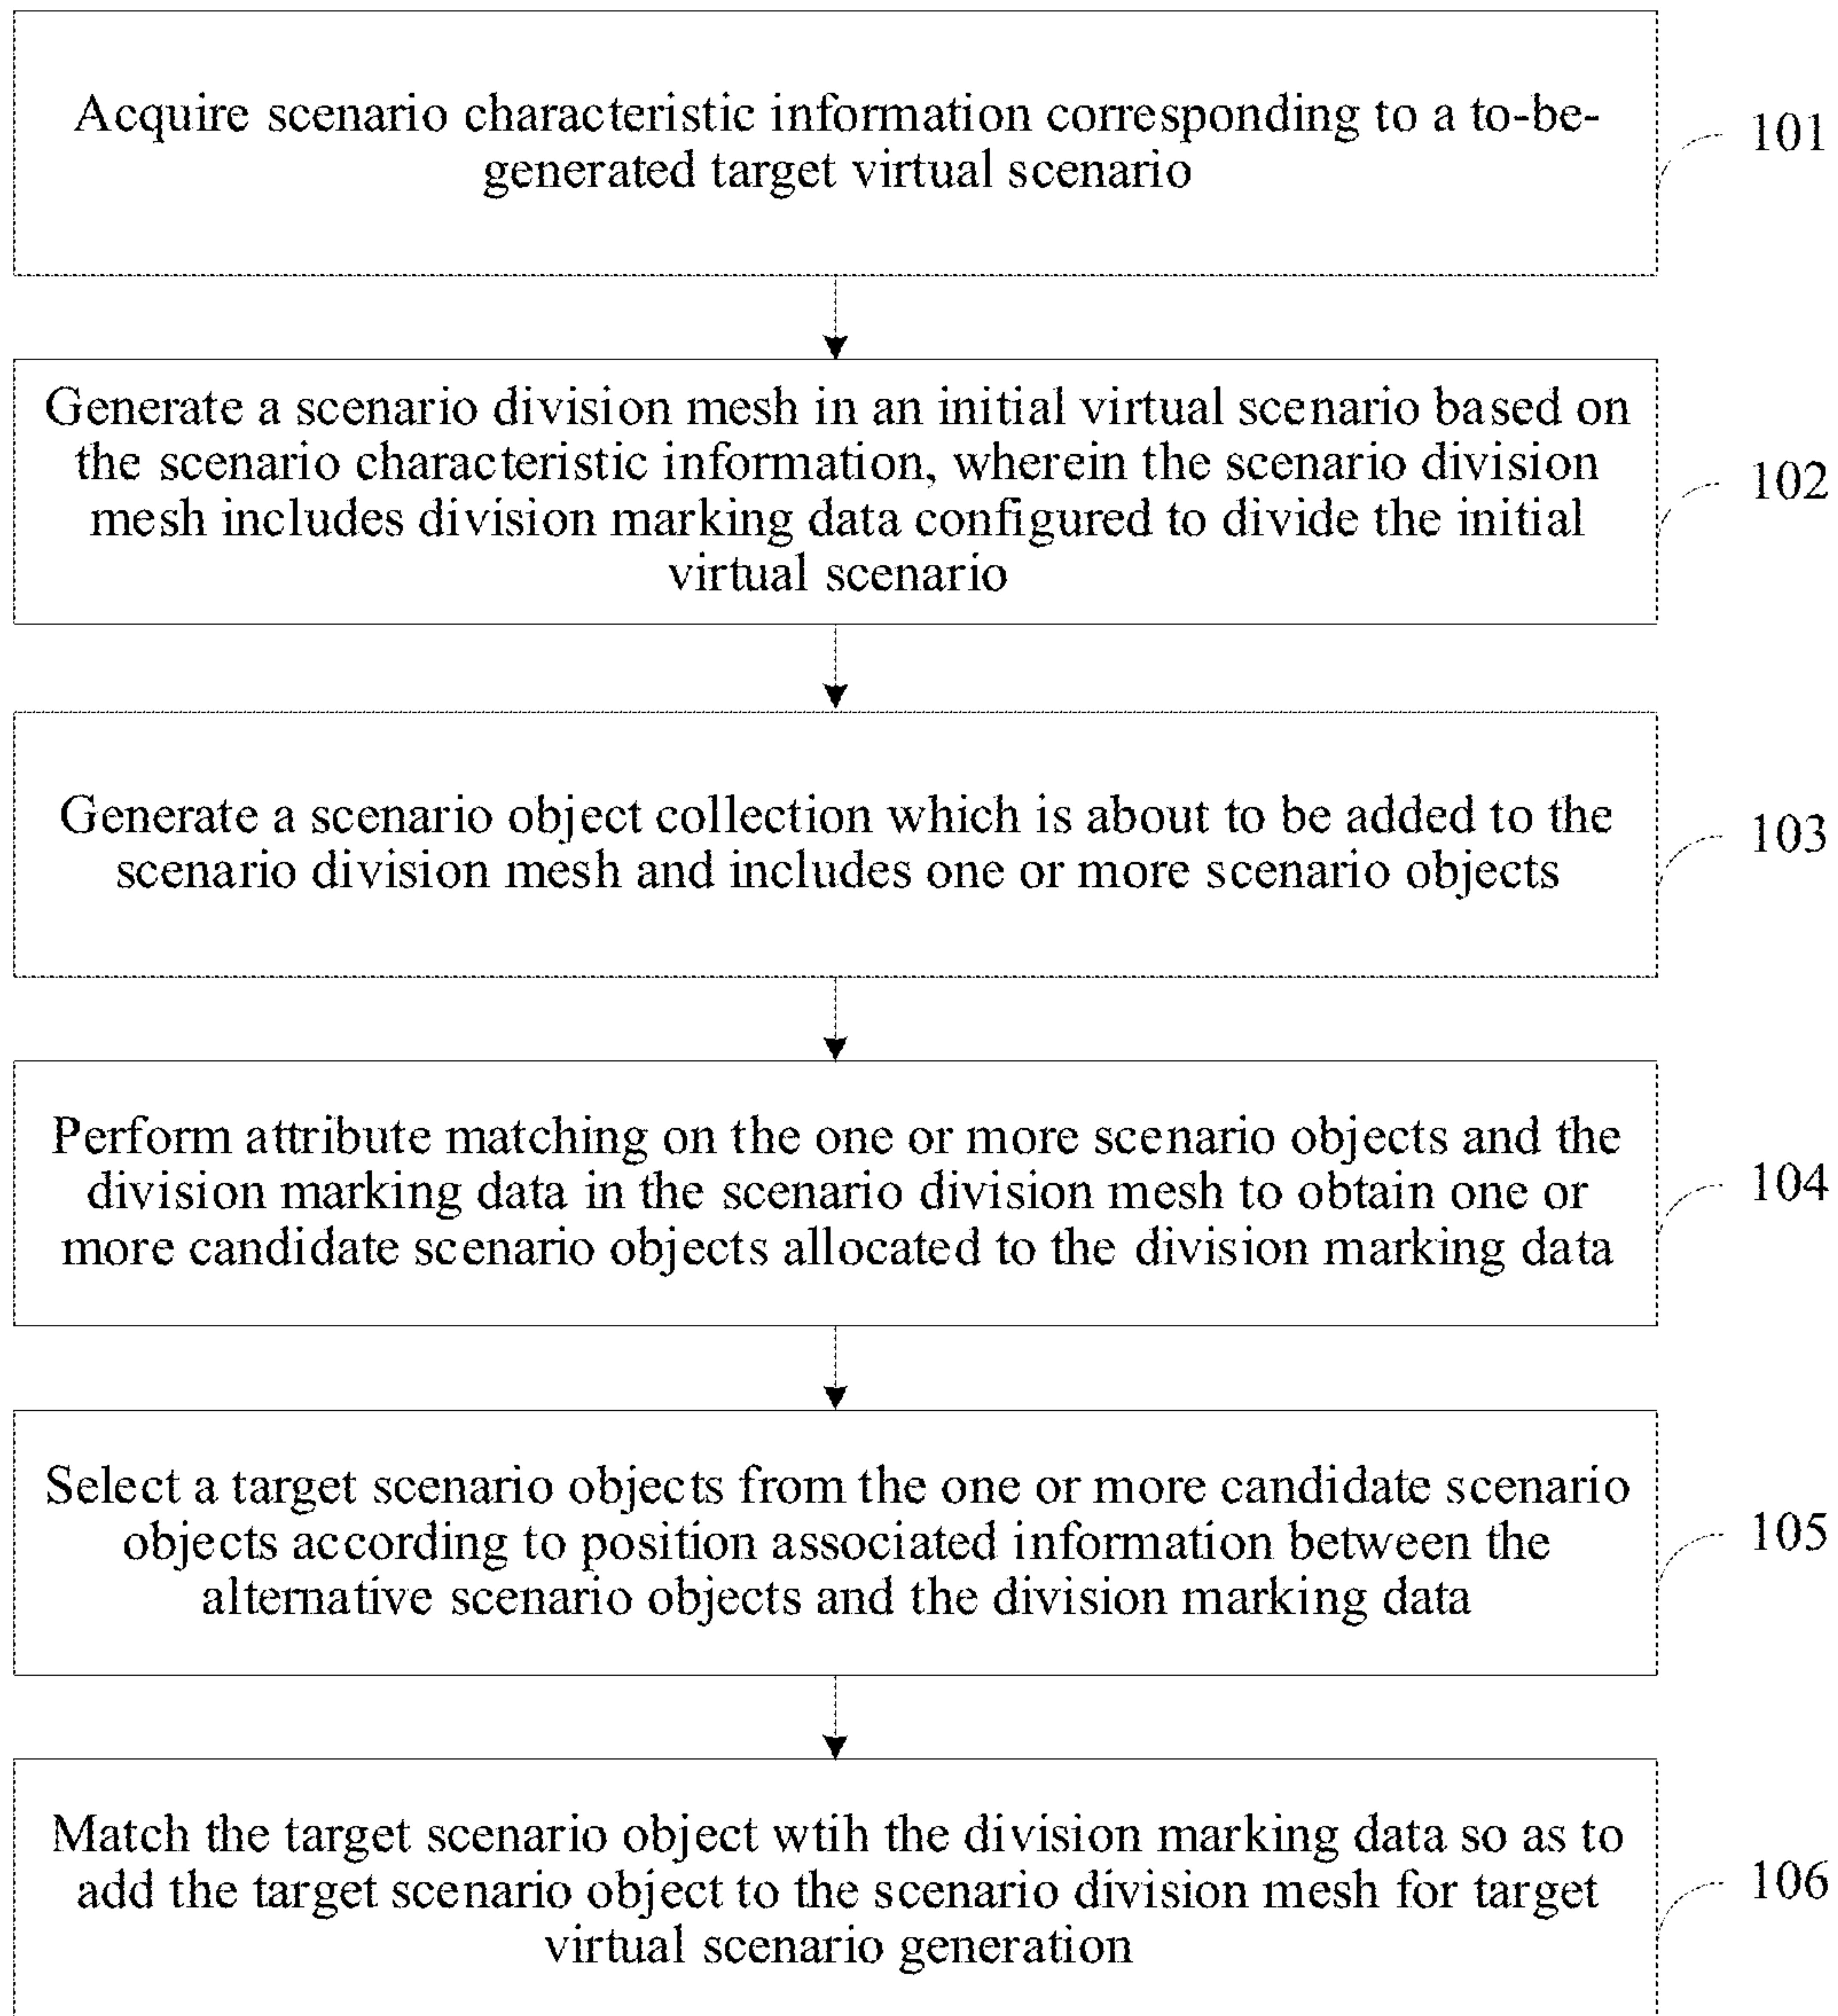 Acquire scenario characteristic information corresponding to a to-be-
generated target virtual scenario
101
Generate a scenario division mesh in an initial virtual scenario based on
the scenario characteristic information, wherein the scenario division
mesh includes division marking data configured to divide the initial
virtual scenario
102
Generate a scenario object collection which is about to be added to the
scenario division mesh and includes one or more scenario objects
103
Perform attribute matching on the one or more scenario objects and the
division marking data in the scenario division mesh to obtain one or
more candidate scenario objects allocated to the division marking data
104
Select a target scenario objects from the one or more candidate scenario
objects according to position associated information between the
alternative scenario objects and the division marking data
105
Match the target scenario object wtih the division marking data so as to
add the target scenario object to the scenario division mesh for target
virtual scenario generation
106